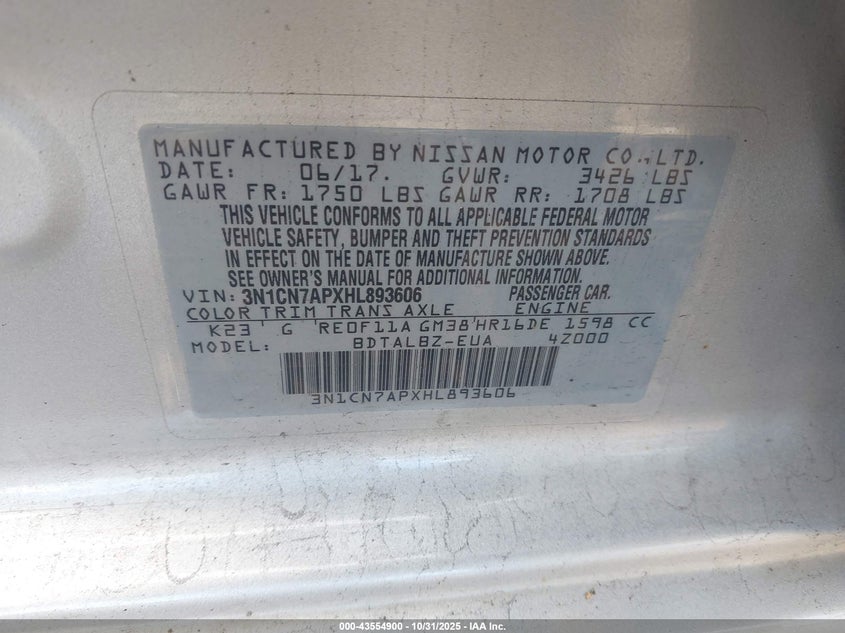 MANUFACTURED BY NISSAN MOTOR CO., LTD.
DATE: 06/17. GVWR: 3426 LBS
GAWR FR: 1750 LBS GAWR RR: 1708 LBS
THIS VEHICLE CONFORMS TO ALL APPLICABLE FEDERAL MOTOR
VEHICLE SAFETY, BUMPER AND THEFT PREVENTION STANDARDS
IN EFFECT ON THE DATE OF MANUFACTURE SHOWN ABOVE.
SEE OWNER'S MANUAL FOR ADDITIONAL INFORMATION.
VIN: 3N1CN7APXHL893606 PASSENGER CAR.
COLOR TRIM TRANS AXLE ENGINE
K23 G RE0F11A GM38 HR16DE 1598 CC
MODEL: BDTALBZ-EUA 4Z000
3N1CN7APXHL893606
000-43554900 - 10/31/2025 - IAA Inc.